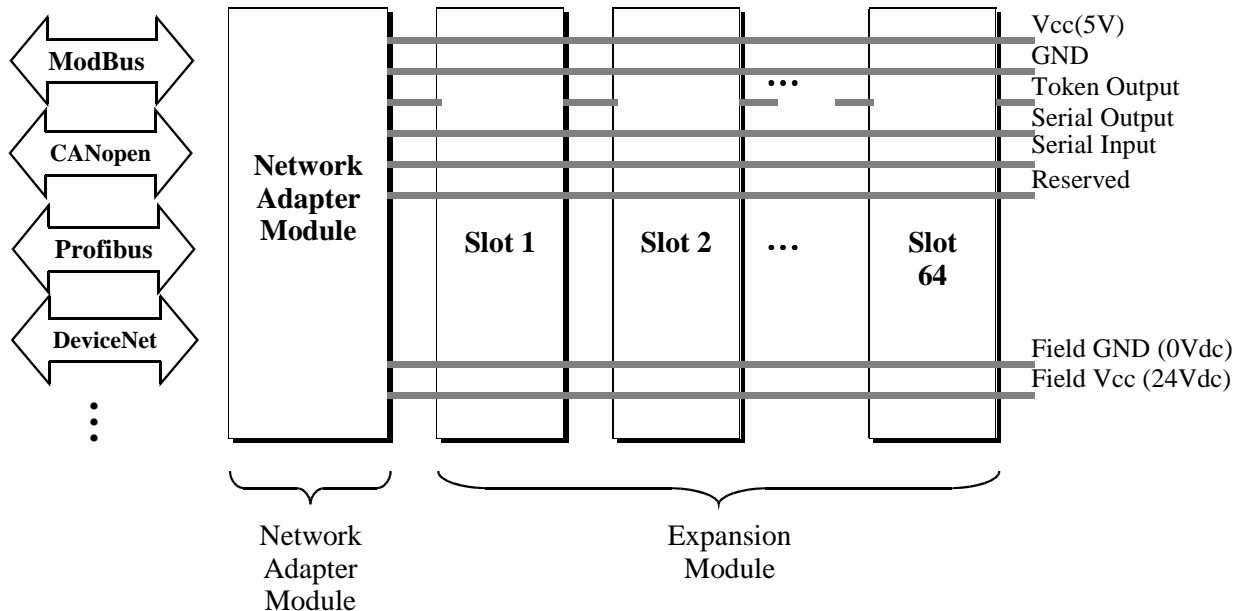 ModBus
CANopen
Profibus
DeviceNet
⋮
Network
Adapter
Module
Slot 1
Slot 2
...
...
Slot
64
Vcc(5V)
GND
Token Output
Serial Output
Serial Input
Reserved
Field GND (0Vdc)
Field Vcc (24Vdc)
Network
Adapter
Module
Expansion
Module